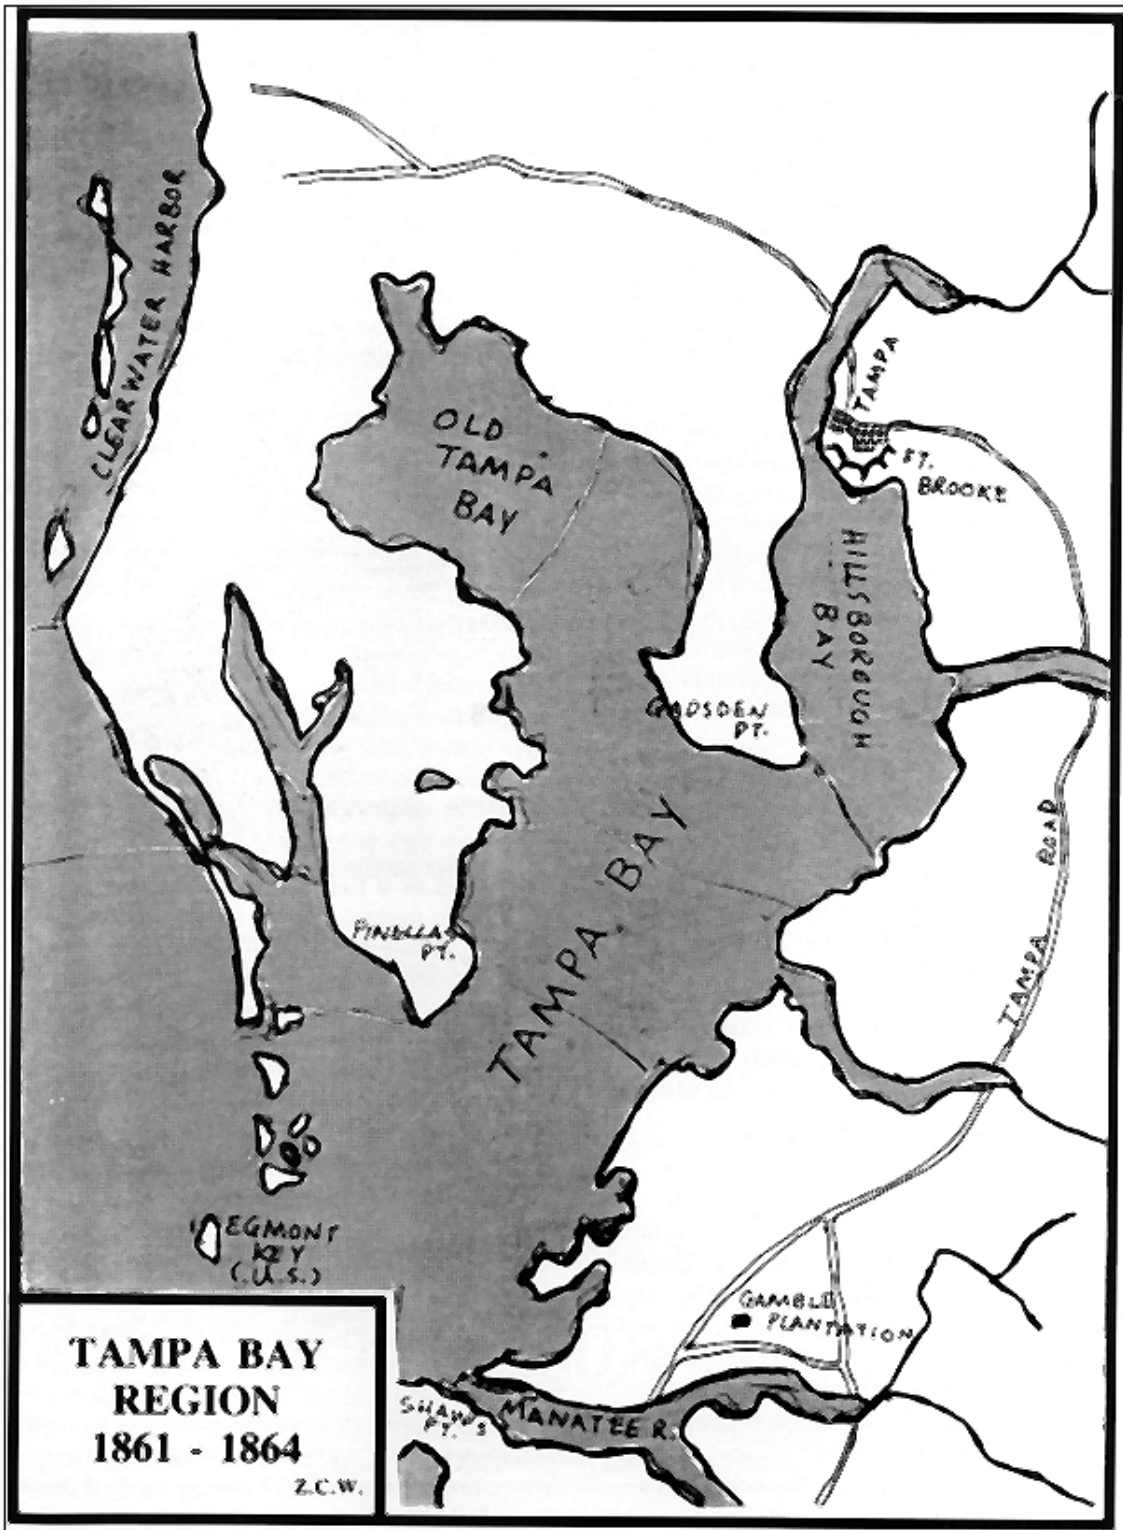 CLEARWATER HARBOR
OLD
TAMPA
BAY
TAMPA
FT.
BROOKE
HILLSBOROUGH
BAY
GADSDEN
PT.
TAMPA BAY
PINELLAS
PT.
TAMPA ROAD
EGMONT
KEY
(U.S.)
GAMBLE
PLANTATION
SHAW'S
PT.
MANATEE R.
TAMPA BAY
REGION
1861 - 1864
Z.C.W.